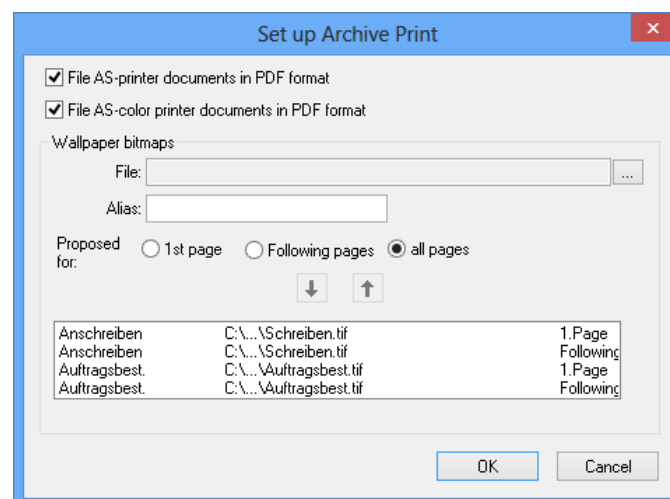 Set up Archive Print
x
File AS-printer documents in PDF format
File AS-color printer documents in PDF format
Wallpaper bitmaps
File: ...
Alias:
Proposed for: 1st page Following pages all pages
Anschreiben C:\...\Schreiben.tif 1.Page
Anschreiben C:\...\Schreiben.tif Following
Auftragsbest. C:\...\Auftragsbest.tif 1.Page
Auftragsbest. C:\...\Auftragsbest.tif Following
OK Cancel